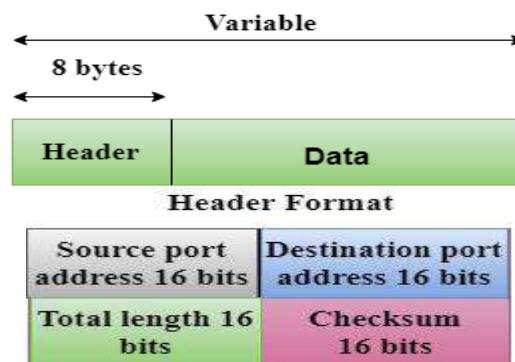 Variable
8 bytes
Header
Data
Header Format
Source port
address 16 bits
Destination port
address 16 bits
Total length 16
bits
Checksum
16 bits